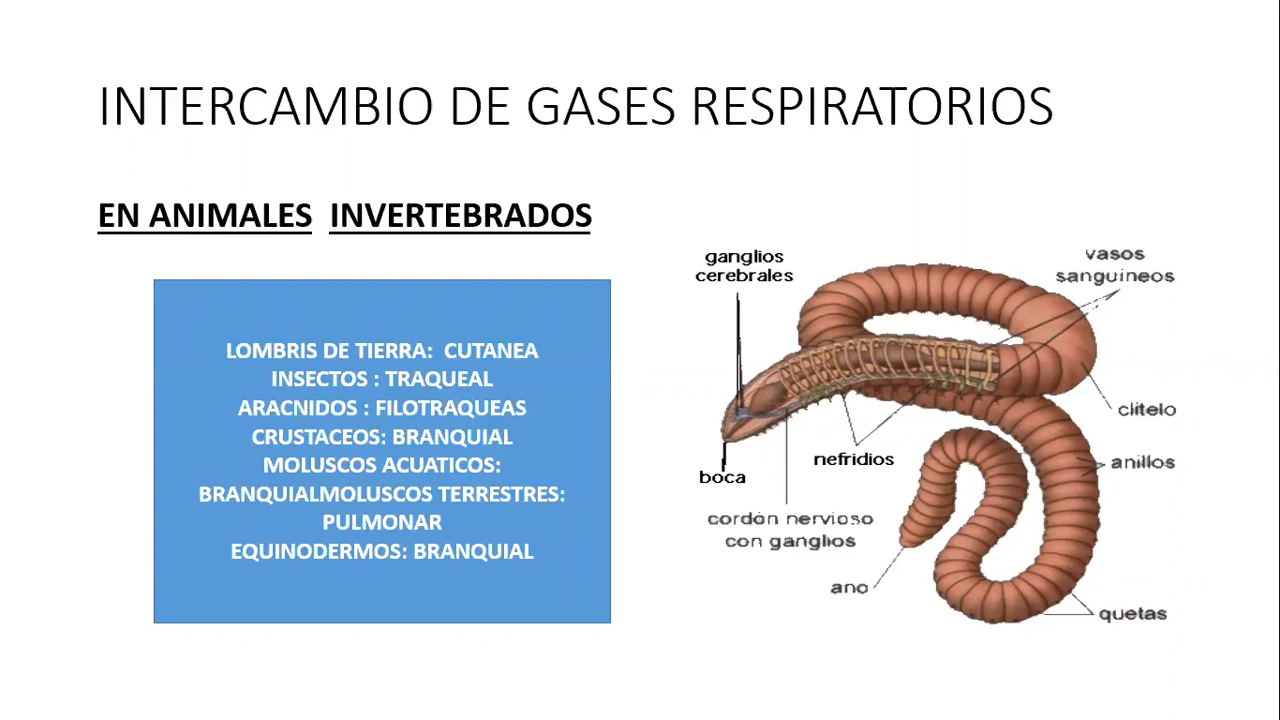 INTERCAMBIO DE GASES RESPIRATORIOS
EN ANIMALES INVERTEBRADOS
LOMBRIS DE TIERRA: CUTANEA
INSECTOS : TRAQUEAL
ARACNIDOS : FILOTRAQUEAS
CRUSTACEOS: BRANQUIAL
MOLUSCOS ACUATICOS:
BRANQUIALMOLUSCOS TERRESTRES:
PULMONAR
EQUINODERMOS: BRANQUIAL
ganglios
cerebrales
vasos
sanguineos
clitelo
anillos
nefridios
boca
cordón nervioso
con ganglios
ano
quetas